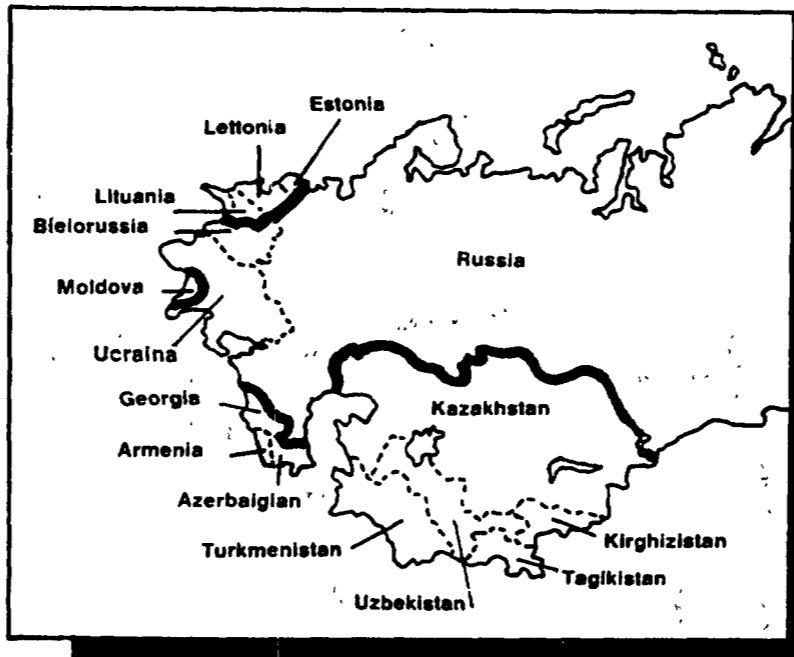 Estonia
Lettonia
Lituania
Bielorussia
Russia
Moldova
Ucraina
Georgia
Kazakhstan
Armenia
Azerbaigian
Turkmenistan
Kirghizistan
Tagikistan
Uzbekistan